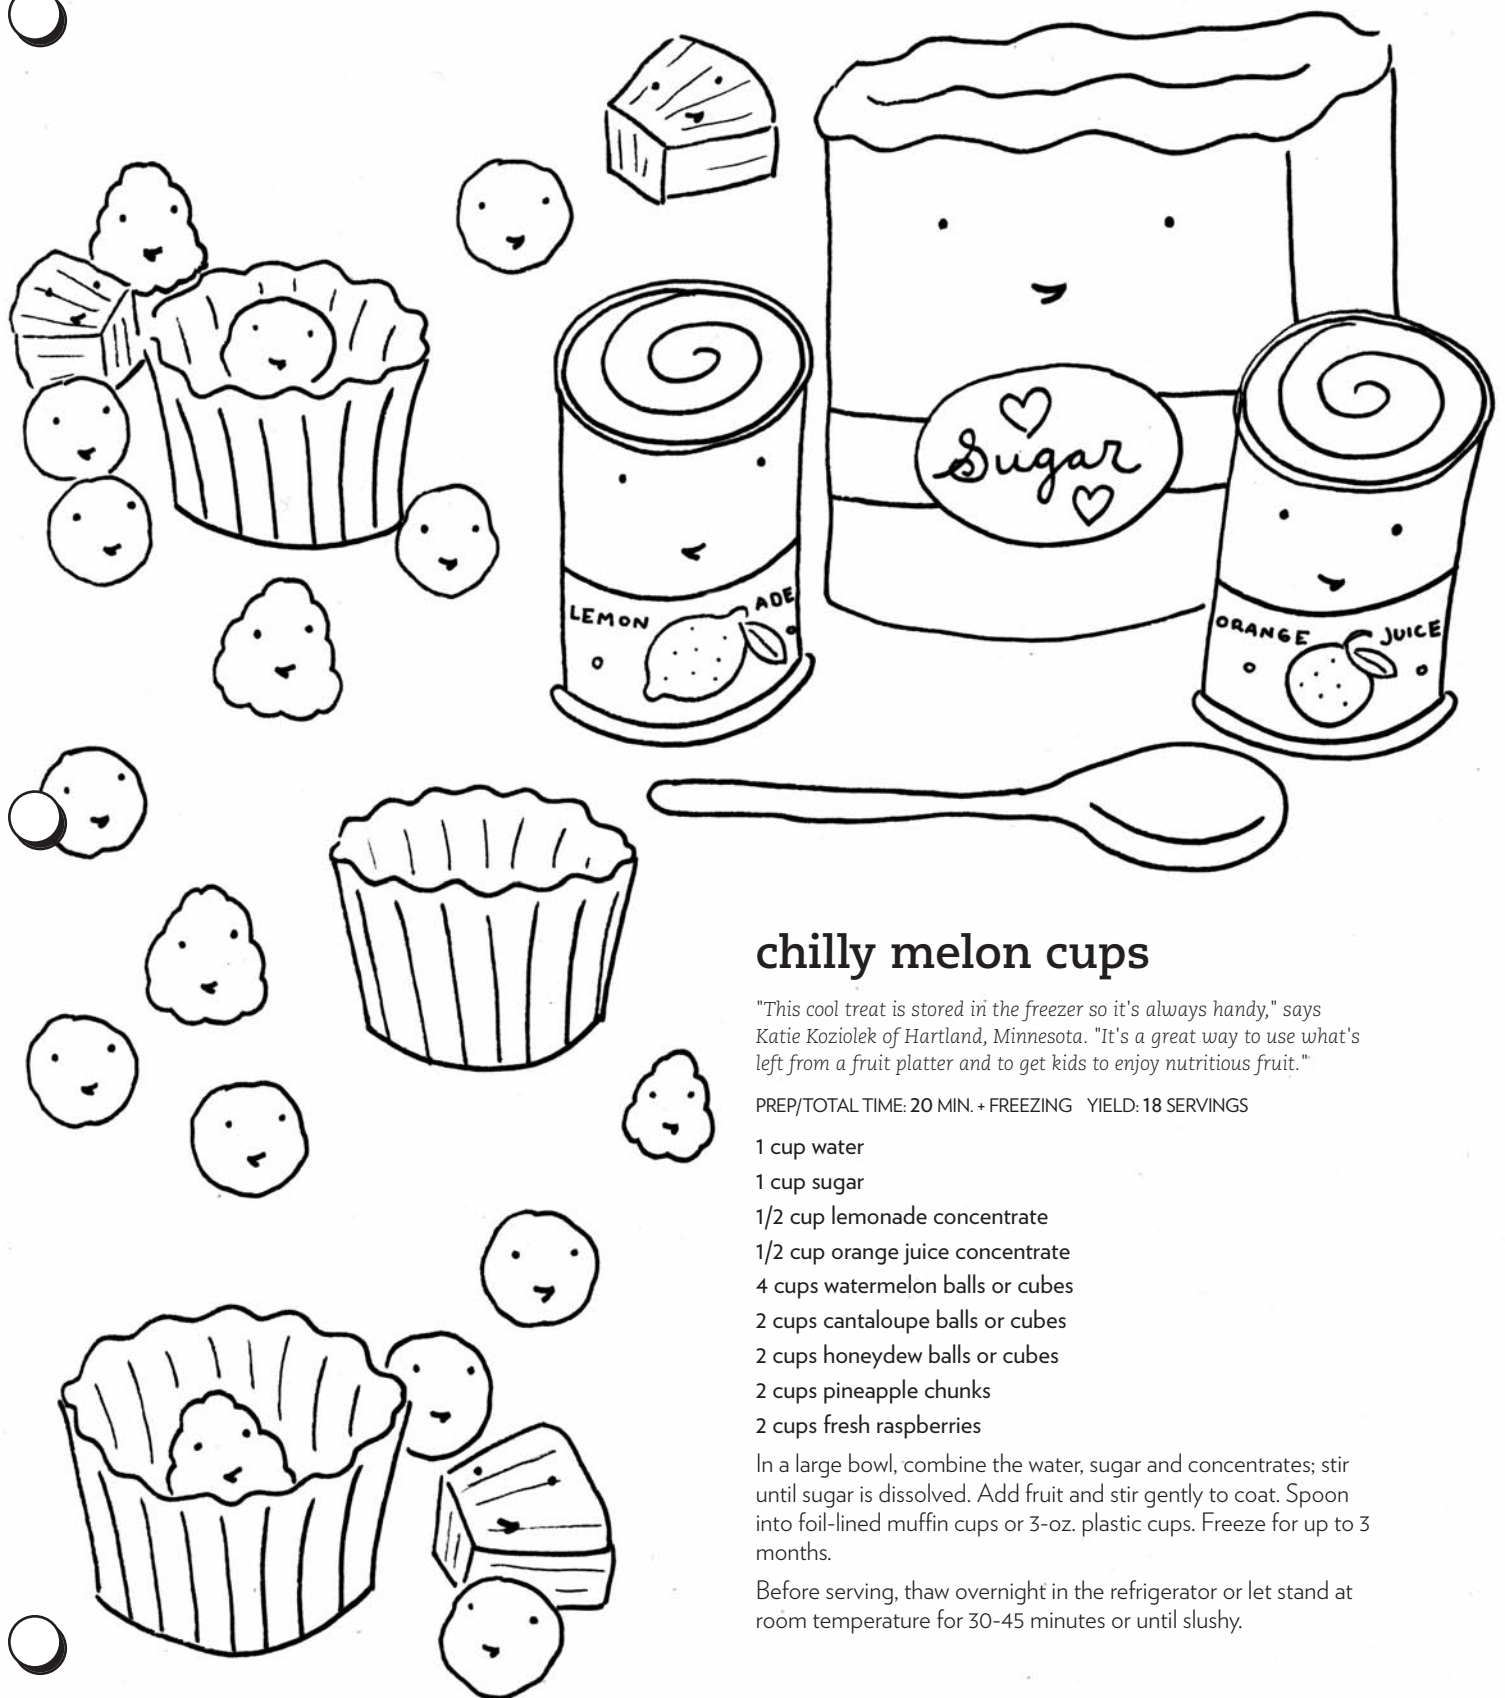 Sugar
LEMON ADE
ORANGE JUICE
chilly melon cups
"This cool treat is stored in the freezer so it's always handy," says
Katie Koziolek of Hartland, Minnesota. "It's a great way to use what's
left from a fruit platter and to get kids to enjoy nutritious fruit."
PREP/TOTAL TIME: 20 MIN. + FREEZING YIELD: 18 SERVINGS
1 cup water
1 cup sugar
1/2 cup lemonade concentrate
1/2 cup orange juice concentrate
4 cups watermelon balls or cubes
2 cups cantaloupe balls or cubes
2 cups honeydew balls or cubes
2 cups pineapple chunks
2 cups fresh raspberries
In a large bowl, combine the water, sugar and concentrates; stir
until sugar is dissolved. Add fruit and stir gently to coat. Spoon
into foil-lined muffin cups or 3-oz. plastic cups. Freeze for up to 3
months.
Before serving, thaw overnight in the refrigerator or let stand at
room temperature for 30-45 minutes or until slushy.